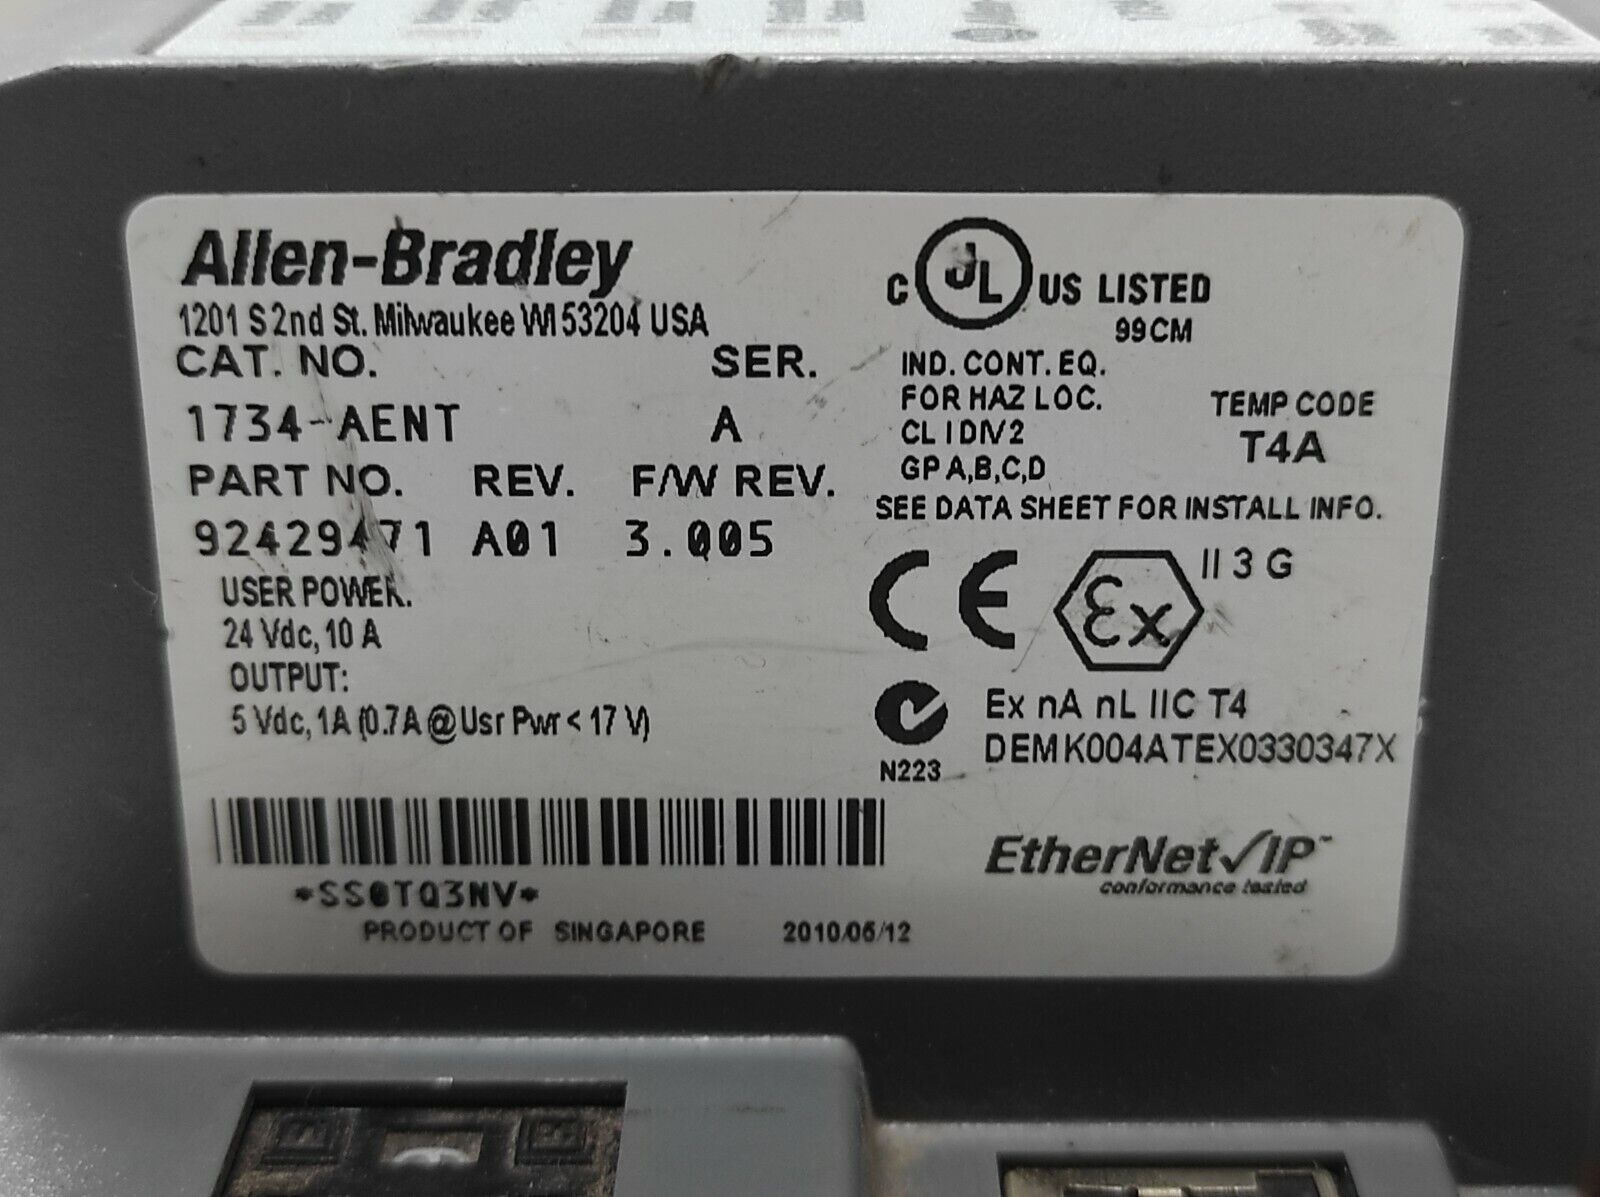 Allen-Bradley
1201 S 2nd St. Milwaukee WI 53204 USA
CAT. NO. SER.
1734-AENT A
PART NO. REV. F/W REV.
92429471 A01 3.005
USER POWER.
24 Vdc, 10 A
OUTPUT:
5 Vdc, 1A (0.7A @ Usr Pwr < 17 V)
*SS0TQ3NV*
PRODUCT OF SINGAPORE 2010/05/12
C UL US LISTED
99CM
IND. CONT. EQ.
FOR HAZ LOC.
CL I DIV 2
GP A,B,C,D
TEMP CODE
T4A
SEE DATA SHEET FOR INSTALL INFO.
CE Ex II 3 G
N223
Ex nA nL IIC T4
DEMK004ATEX0330347X
EtherNet/IP™
conformance tested